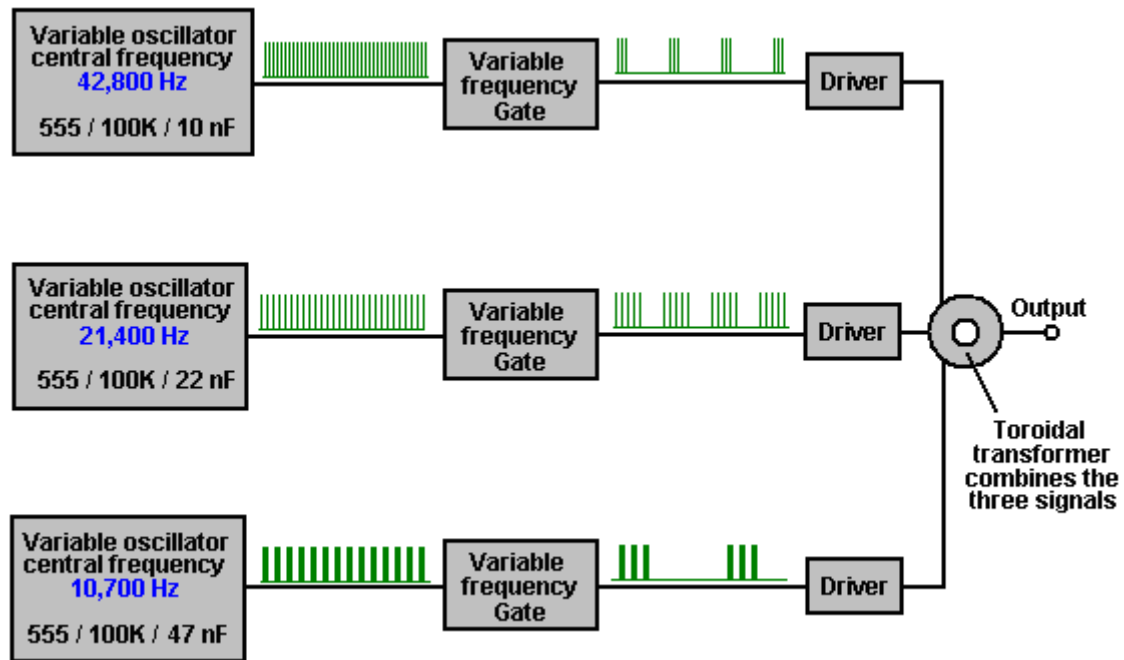 Variable oscillator
central frequency
42,800 Hz
555 / 100K / 10 nF
Variable
frequency
Gate
Driver
Variable oscillator
central frequency
21,400 Hz
555 / 100K / 22 nF
Variable
frequency
Gate
Driver
Output
Toroidal
transformer
combines the
three signals
Variable oscillator
central frequency
10,700 Hz
555 / 100K / 47 nF
Variable
frequency
Gate
Driver